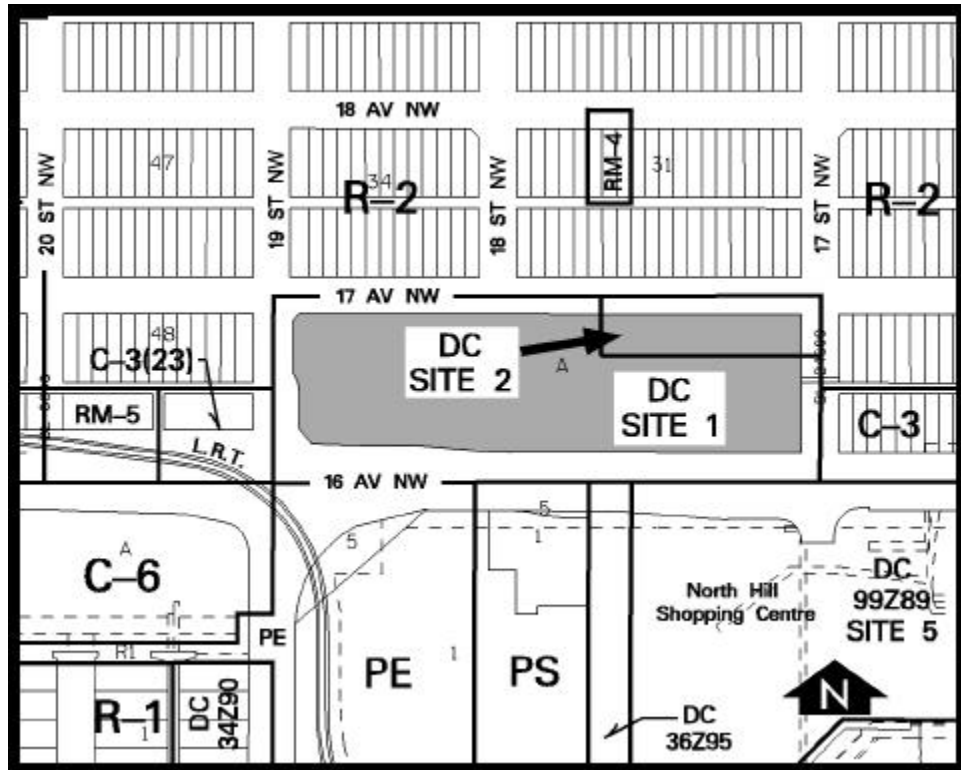 18 AV NW
47
34
R-2
RM-4
31
R-2
20 ST NW
19 ST NW
18 ST NW
17 ST NW
17 AV NW
48
C-3(23)
RM-5
L.R.T.
DC
SITE 2
A
DC
SITE 1
C-3
16 AV NW
A
C-6
5
5
1
North Hill
Shopping Centre
DC
99Z89
SITE 5
PE
R1
R-1
1
DC
34Z90
PE
1
PS
DC
36Z95
N